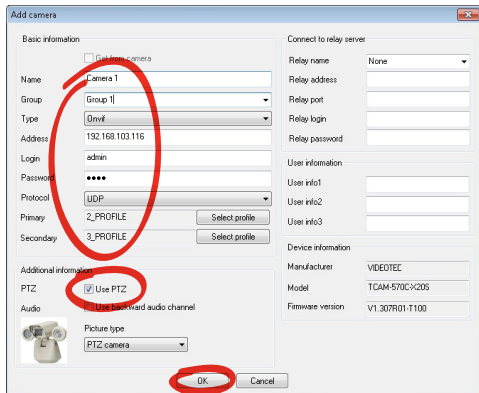 Add camera
Basic information
Get from camera
Name Camera 1
Group Group 1
Type Onvif
Address 192.168.103.116
Login admin
Password ••••
Protocol UDP
Primary 2_PROFILE Select profile
Secondary 3_PROFILE Select profile
Additional information
PTZ Use PTZ
Audio Use backward audio channel
Picture type
PTZ camera
Connect to relay server
Relay name None
Relay address
Relay port
Relay login
Relay password
User information
User info1
User info2
User info3
Device information
Manufacturer VIDEOTEC
Model TCAM-570C-X20S
Firmware version V1.307R01-T100
OK Cancel